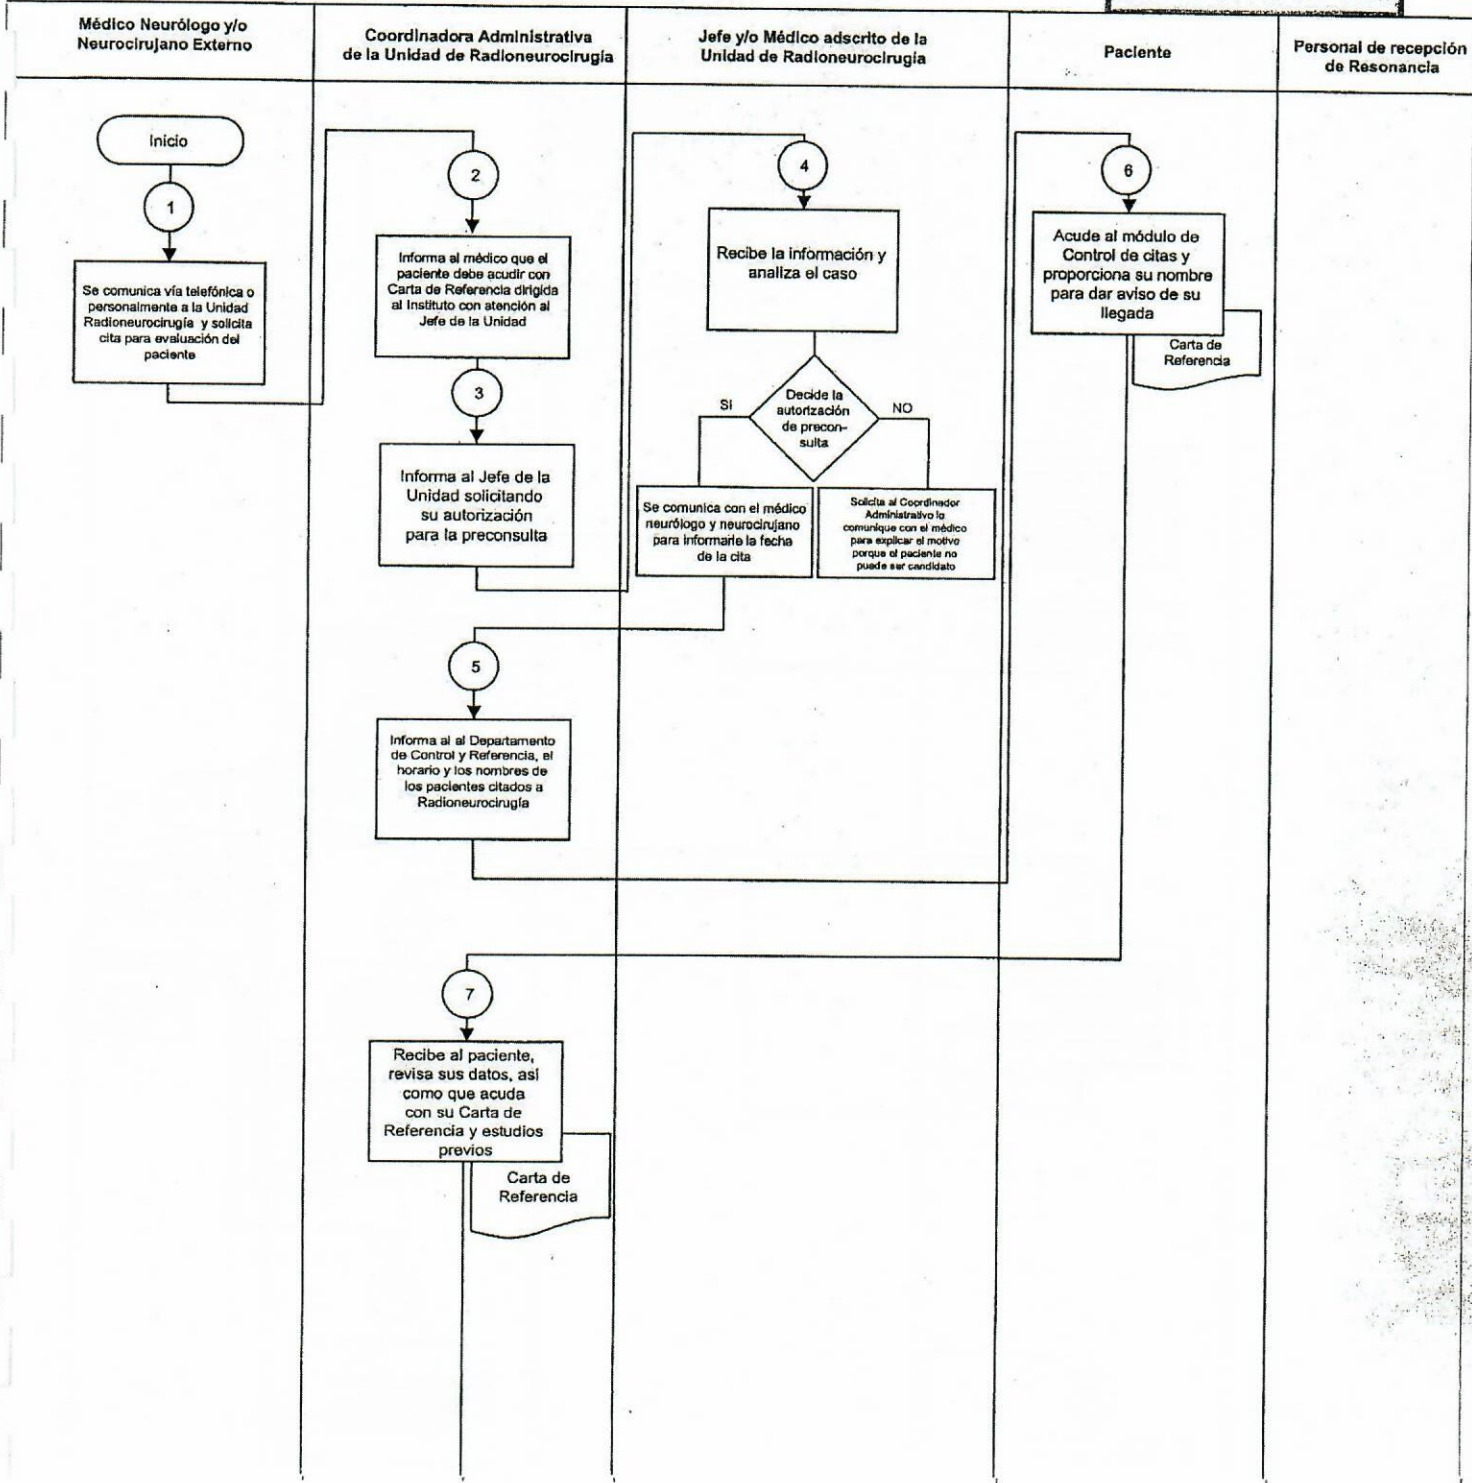 Médico Neurólogo y/o
Neurocirujano Externo
Coordinadora Administrativa
de la Unidad de Radioneurocirugía
Jefe y/o Médico adscrito de la
Unidad de Radioneurocirugía
Paciente
Personal de recepción
de Resonancia
Inicio
1
Se comunica vía telefónica o
personalmente a la Unidad
Radioneurocirugía y solicita
cita para evaluación del
paciente
2
Informa al médico que el
paciente debe acudir con
Carta de Referencia dirigida
al Instituto con atención al
Jefe de la Unidad
3
Informa al Jefe de la
Unidad solicitando
su autorización
para la preconsulta
4
Recibe la información y
analiza el caso
Decide la
autorización
de precon-
sulta
SI
NO
Se comunica con el médico
neurólogo y neurocirujano
para informarle la fecha
de la cita
Solicita al Coordinador
Administrativo lo
comunique con el médico
para explicar el motivo
porque el paciente no
puede ser candidato
5
Informa al al Departamento
de Control y Referencia, el
horario y los nombres de
los pacientes citados a
Radioneurocirugía
6
Acude al módulo de
Control de citas y
proporciona su nombre
para dar aviso de su
llegada
Carta de
Referencia
7
Recibe al paciente,
revisa sus datos, así
como que acuda
con su Carta de
Referencia y estudios
previos
Carta de
Referencia